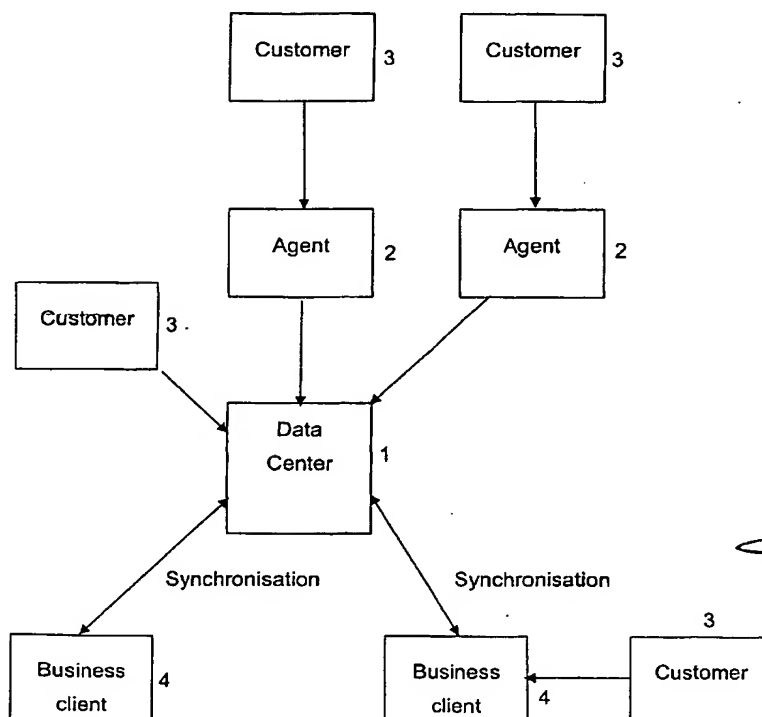 Customer 3
Customer 3
Agent 2
Agent 2
Customer 3
Data
Center
1
Synchronisation
Synchronisation
Business
client
4
Business
client
4
3
Customer